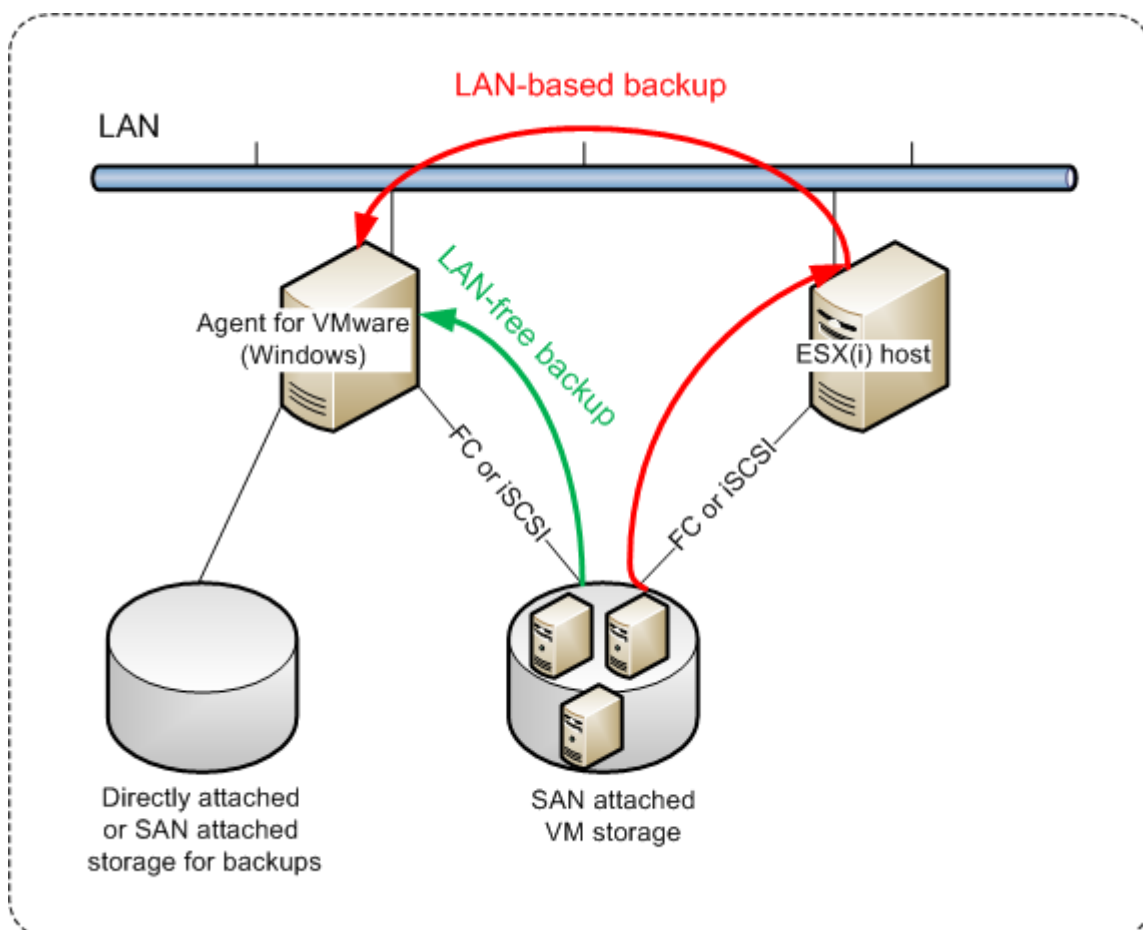 LAN-based backup
LAN
LAN-free backup
Agent for VMware
(Windows)
ESX(i) host
FC or iSCSI
FC or iSCSI
Directly attached
or SAN attached
storage for backups
SAN attached
VM storage